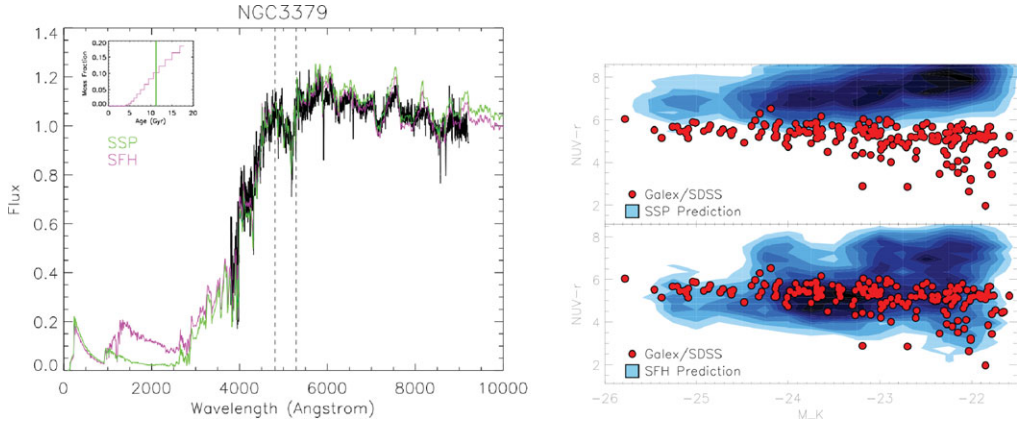 NGC3379
1.4
1.2
1.0
0.8
0.6
0.4
0.2
0.0
Flux
0.20
0.15
0.10
0.05
0.00
Mass Fraction
0 5 10 15 20
Age (Gyr)
SSP
SFH
0 2000 4000 6000 8000 10000
Wavelength (Angstrom)
8
6
4
2
NUV-r
Galex/SDSS
SSP Prediction
8
6
4
2
NUV-r
Galex/SDSS
SFH Prediction
-26 -25 -24 -23 -22
M_K